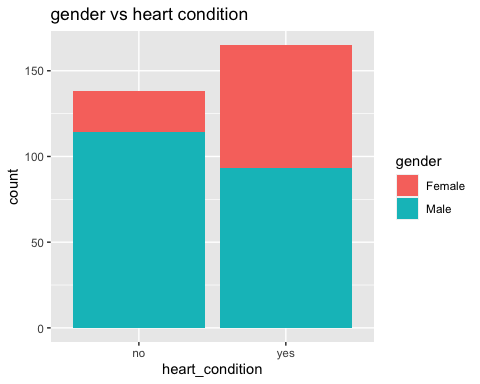 gender vs heart condition
150
100
50
0
count
no
yes
heart_condition
gender
Female
Male